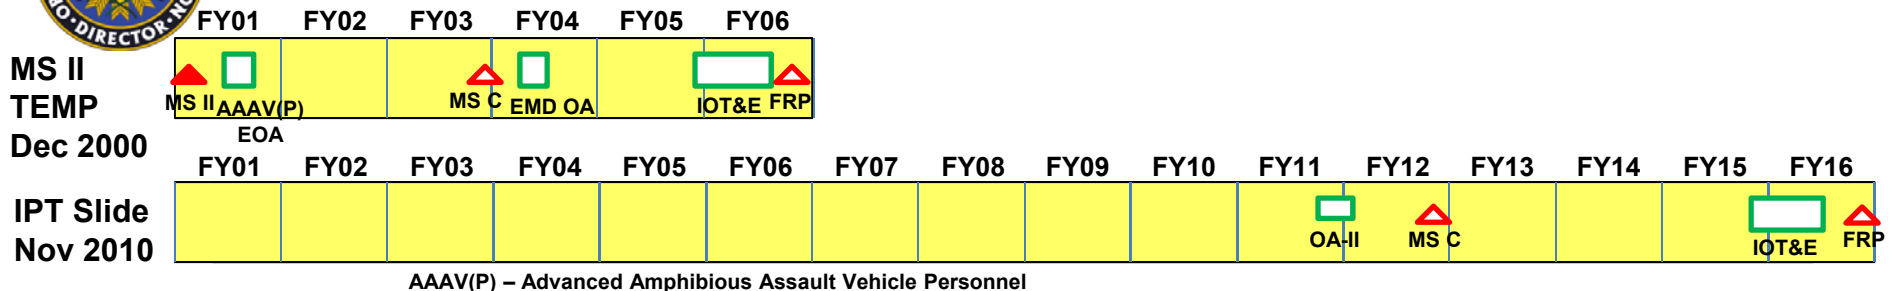 DIRECTOR
FY01 FY02 FY03 FY04 FY05 FY06
MS II
TEMP
Dec 2000
MS II AAAV(P) EOA MS C EMD OA IOT&E FRP
FY01 FY02 FY03 FY04 FY05 FY06 FY07 FY08 FY09 FY10 FY11 FY12 FY13 FY14 FY15 FY16
IPT Slide
Nov 2010
OA-II MS C IOT&E FRP
AAAV(P) – Advanced Amphibious Assault Vehicle Personnel